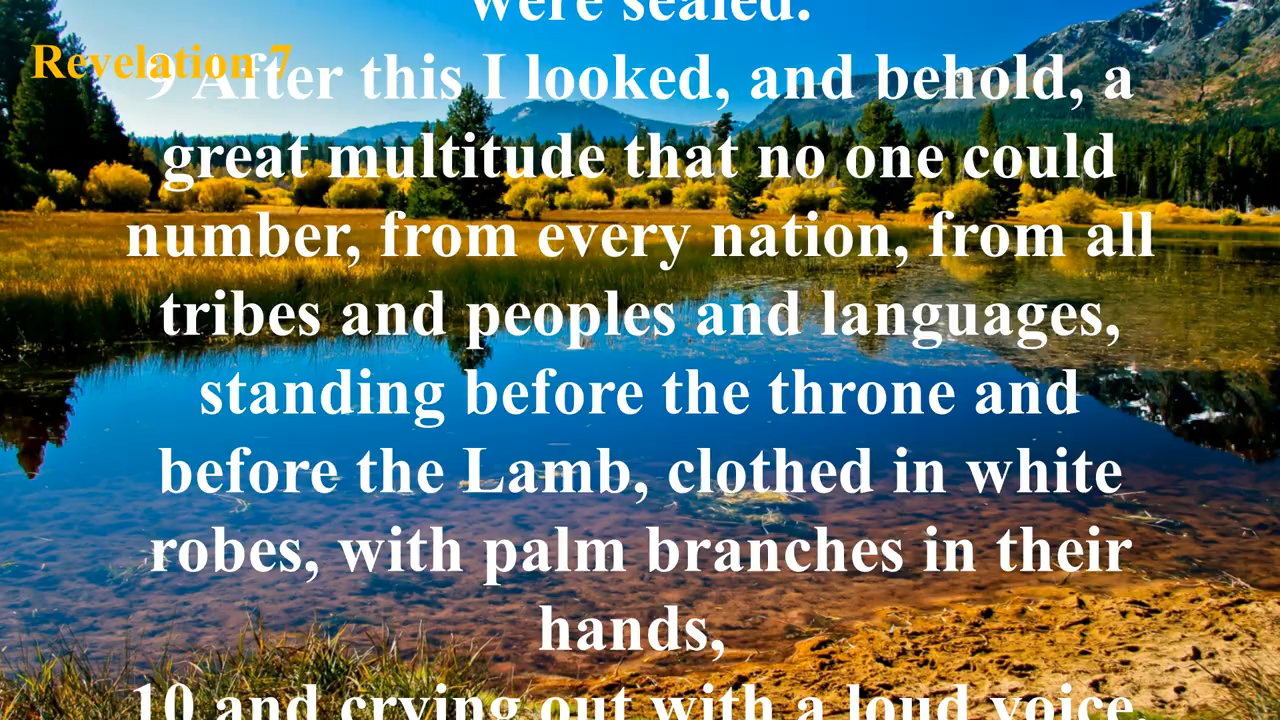 were sealed.
Revelation 7
9 After this I looked, and behold, a
great multitude that no one could
number, from every nation, from all
tribes and peoples and languages,
standing before the throne and
before the Lamb, clothed in white
robes, with palm branches in their
hands,
10 and crying out with a loud voice